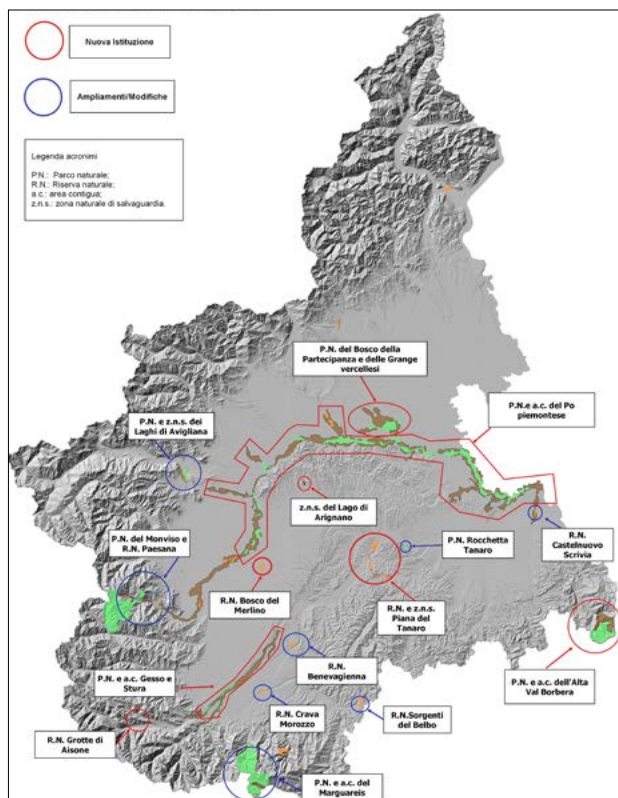 Nuova Istituzione
Ampliamenti/Modifiche
Legenda acronimi
P.N.: Parco naturale;
R.N.: Riserva naturale;
a.c.: area contigua;
z.n.s.: zona naturale di salvaguardia.
P.N. del Bosco della
Partecipanza e delle Grange
vercellesi
P.N.e a.c. del Po
piemontese
P.N. e z.n.s. dei
Laghi di Avigliana
z.n.s. del Lago di
Arignano
P.N. Rocchetta
Tanaro
R.N.
Castelnuovo
Scrivia
P.N. del Monviso e
R.N. Paesana
R.N. Bosco del
Merlino
R.N. e z.n.s.
Piana del
Tanaro
P.N. e a.c. Gesso e
Stura
R.N.
Benevagienna
P.N. e a.c. dell'Alta
Val Borbera
R.N. Crava
Morozzo
R.N.Sorgenti
del Belbo
R.N. Grotte di
Aisone
P.N. e a.c. del
Marguareis